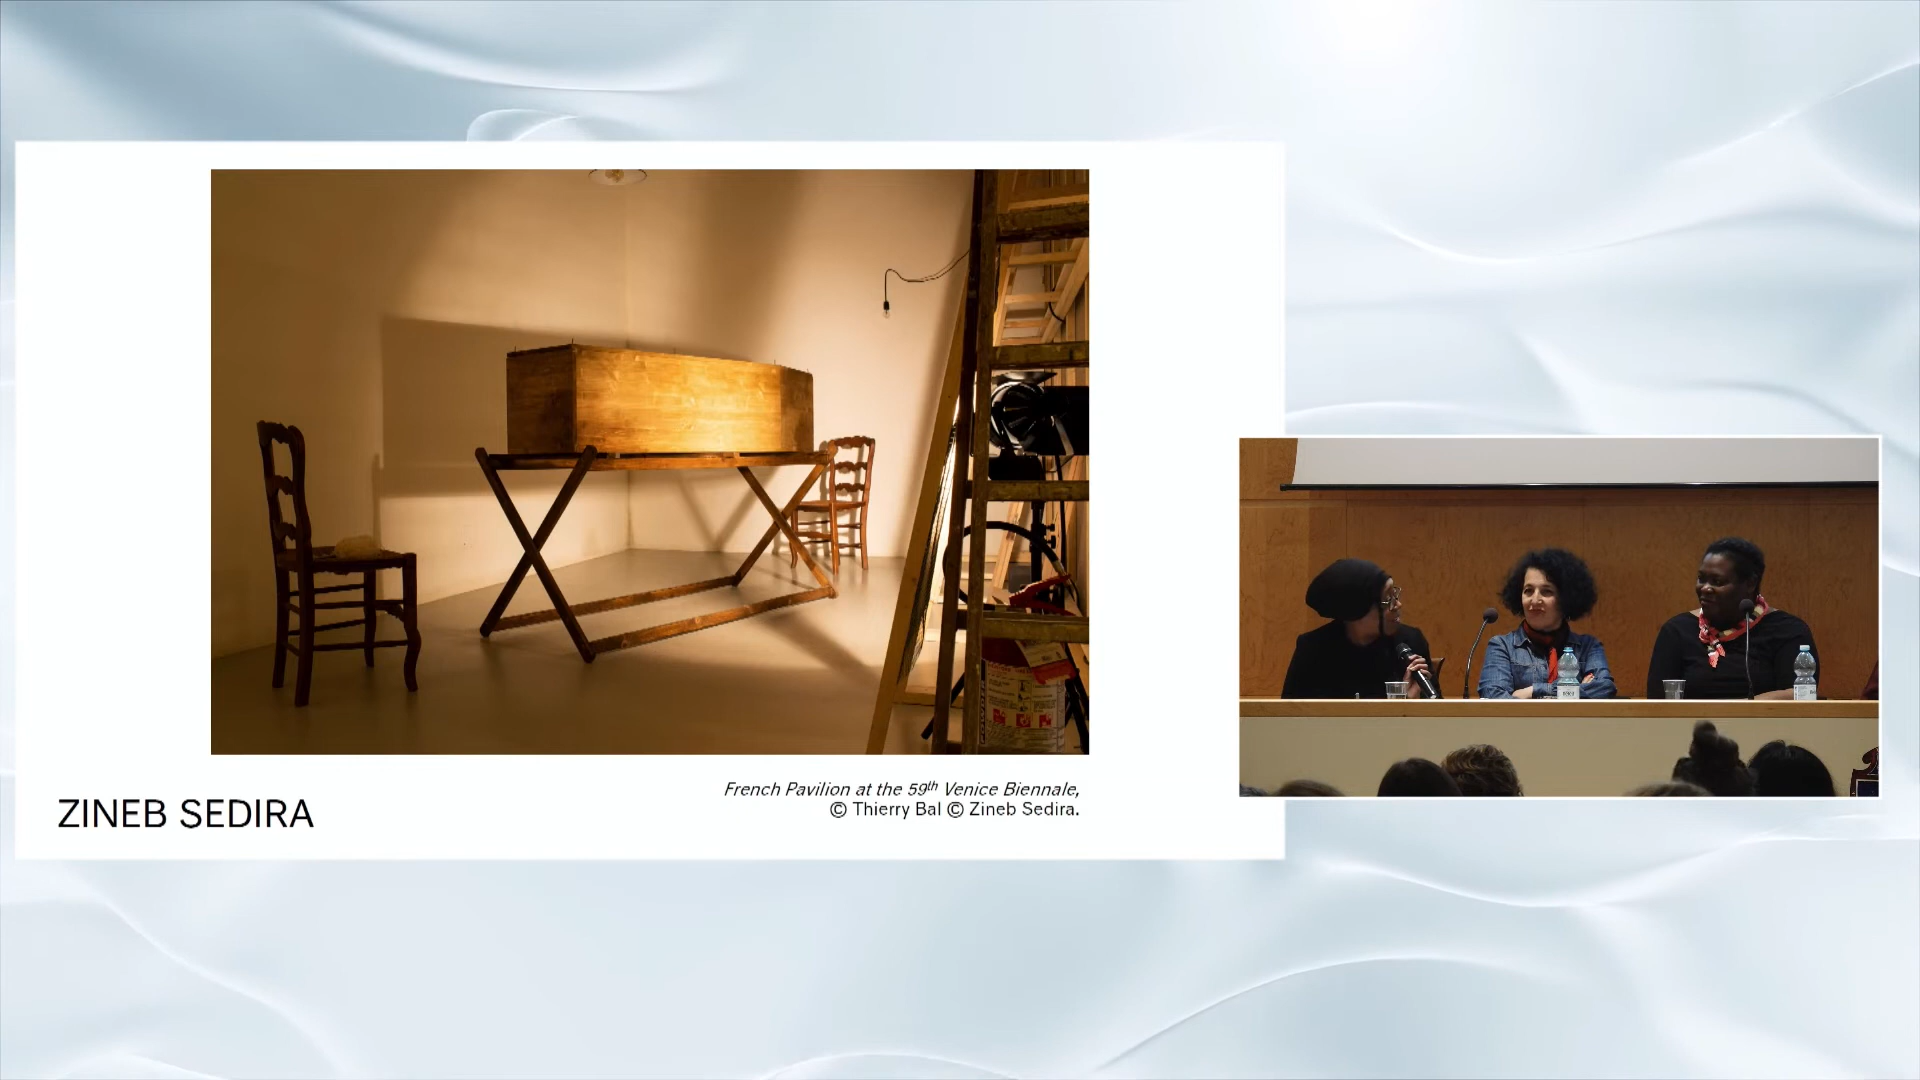 French Pavilion at the 59th Venice Biennale,
© Thierry Bal © Zineb Sedira.
ZINEB SEDIRA